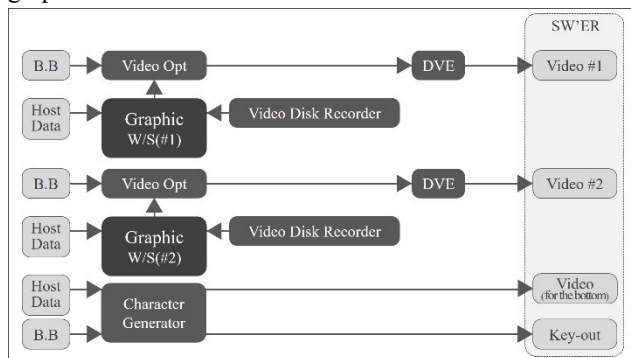 SW'ER
B.B
Video Opt
DVE
Video #1
Host
Data
Graphic
W/S(#1)
Video Disk Recorder
B.B
Video Opt
DVE
Video #2
Host
Data
Graphic
W/S(#2)
Video Disk Recorder
Host
Data
Character
Generator
Video
(for the bottom)
B.B
Key-out